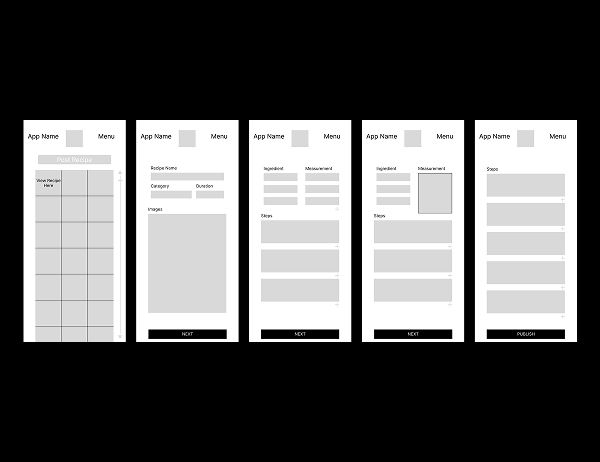 App Name Menu
Post Recipe
View Recipe
Here
App Name Menu
Recipe Name
Category Duration
Images
NEXT
App Name Menu
Ingredient Measurement
Steps
NEXT
App Name Menu
Ingredient Measurement
Steps
NEXT
App Name Menu
Steps
PUBLISH